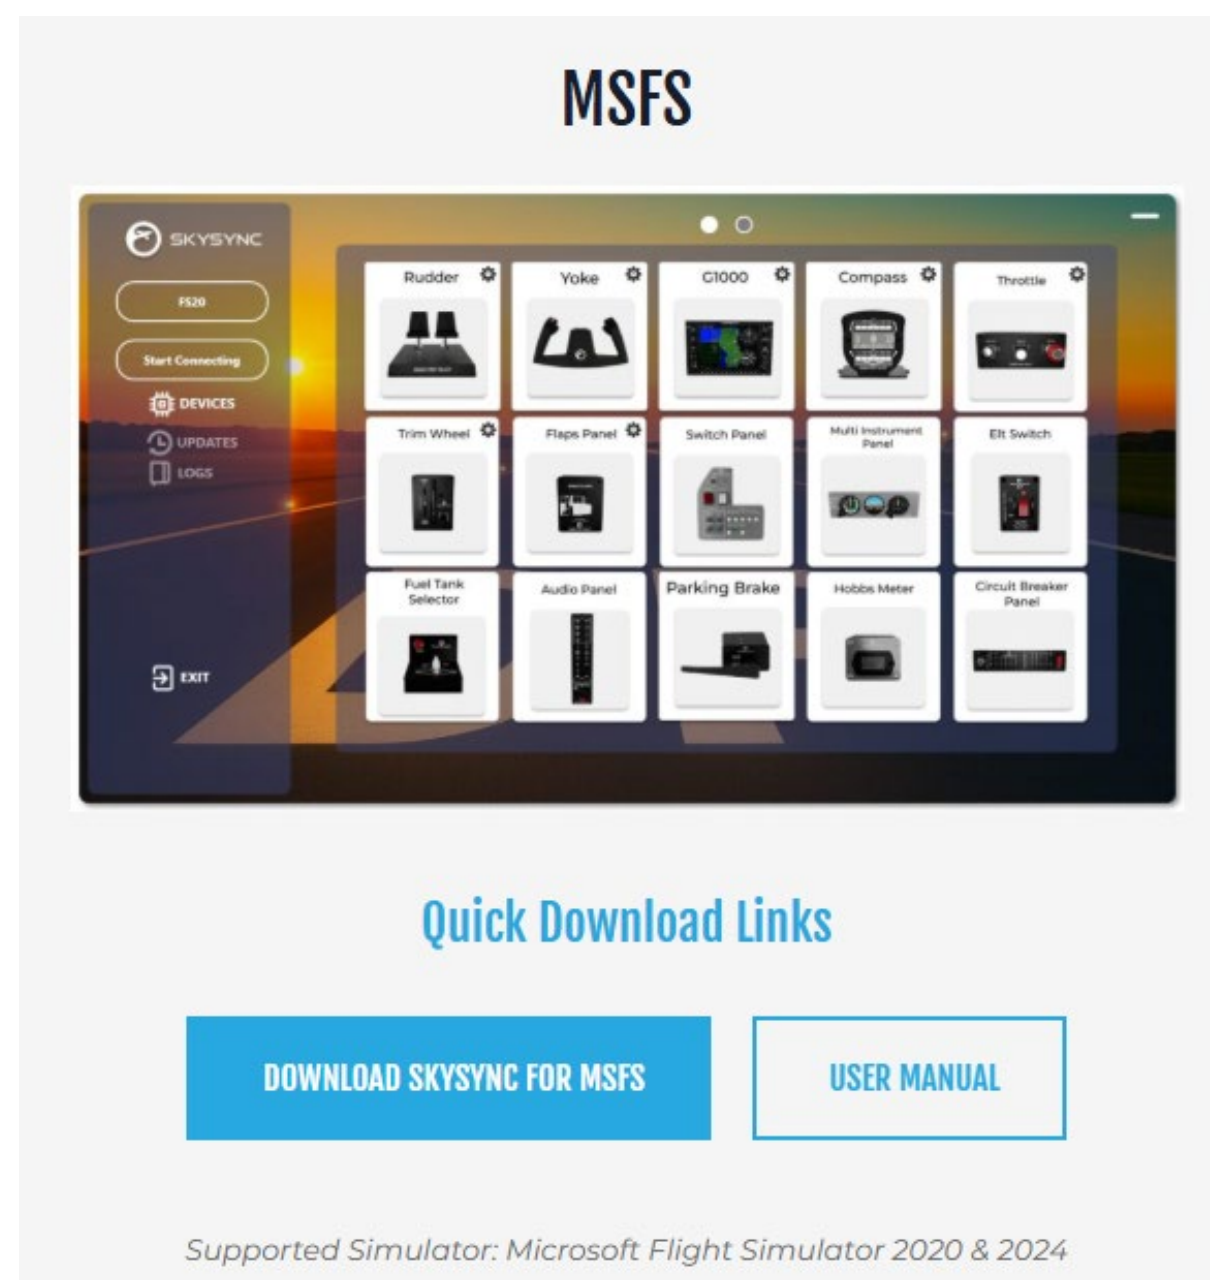 MSFS
SKYSYNC
FS20
Start Connecting
DEVICES
UPDATES
LOGS
EXIT
Rudder
Yoke
G1000
Compass
Throttle
Trim Wheel
Flaps Panel
Switch Panel
Multi Instrument
Panel
Elt Switch
Fuel Tank
Selector
Audio Panel
Parking Brake
Hobbs Meter
Circuit Breaker
Panel
Quick Download Links
DOWNLOAD SKYSYNC FOR MSFS
USER MANUAL
Supported Simulator: Microsoft Flight Simulator 2020 & 2024